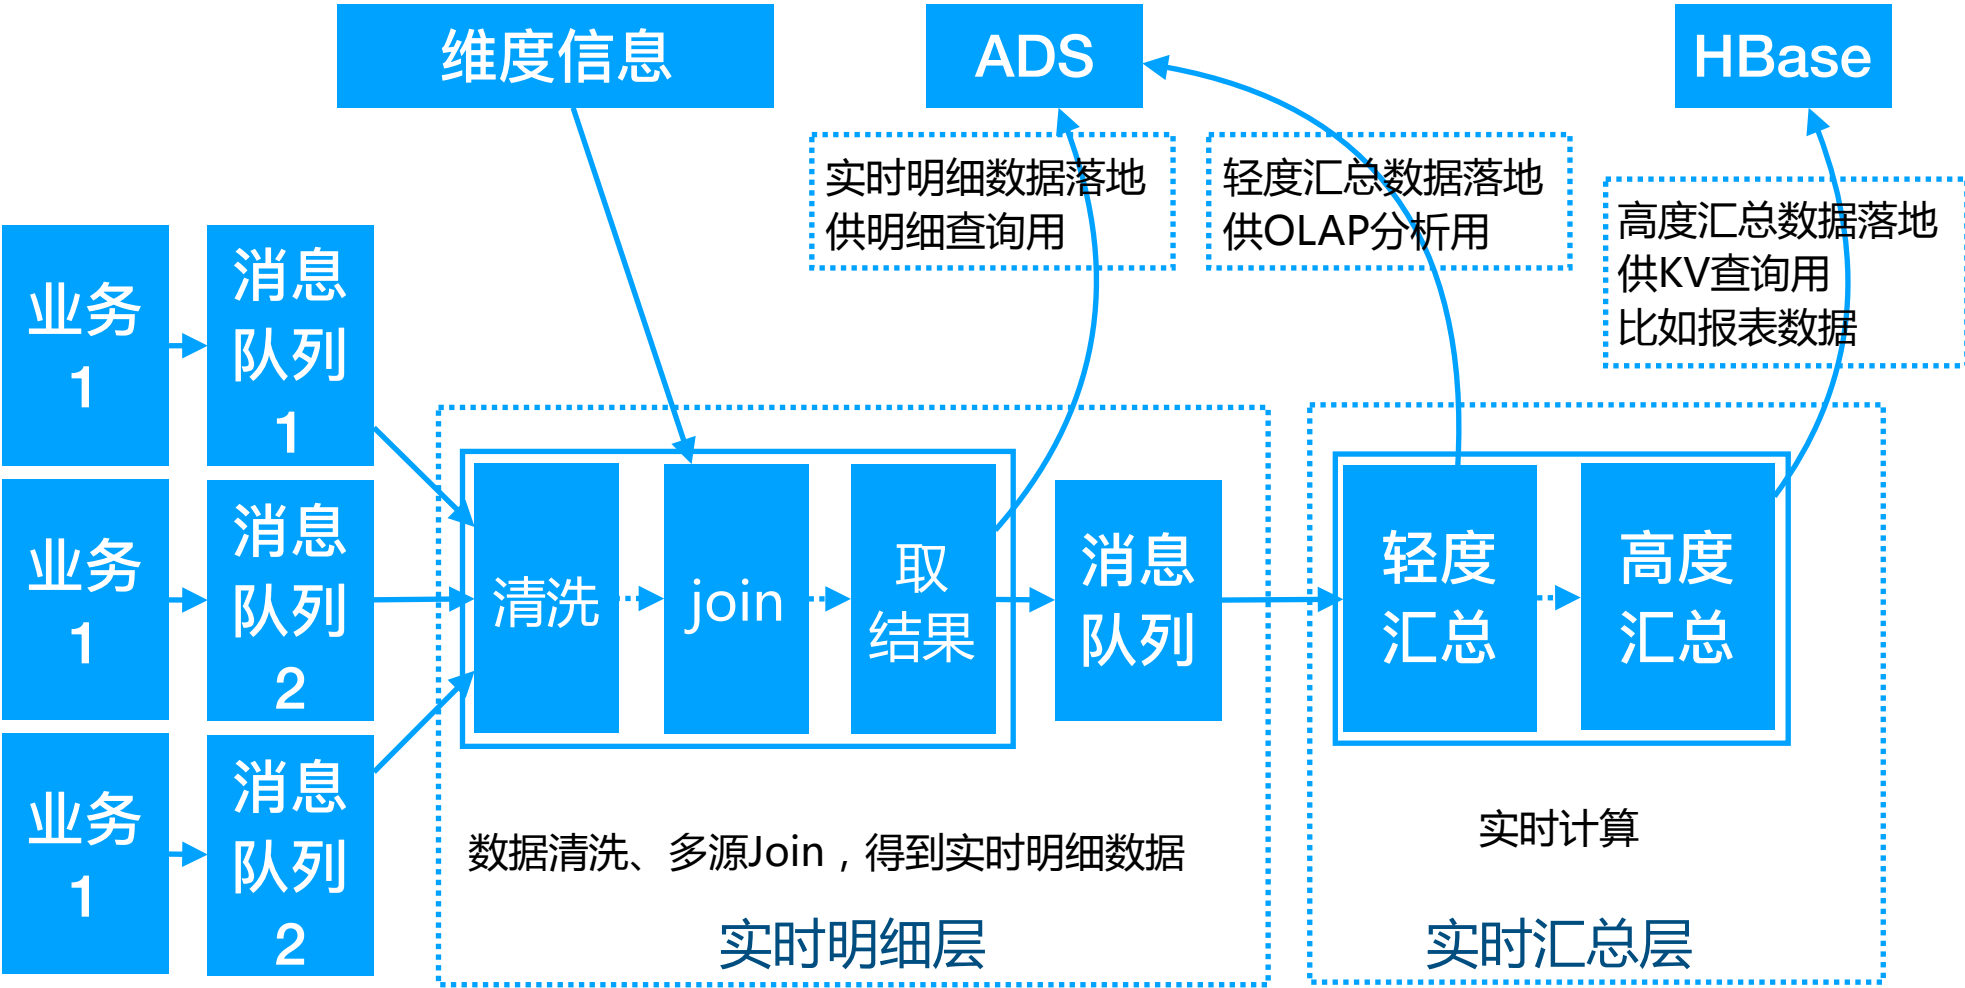 维度信息
ADS
HBase
实时明细数据落地
供明细查询用
轻度汇总数据落地
供OLAP分析用
高度汇总数据落地
供KV查询用
比如报表数据
业务
1
消息
队列
1
业务
1
消息
队列
2
业务
1
消息
队列
2
清洗
join
取
结果
消息
队列
轻度
汇总
高度
汇总
数据清洗、多源Join，得到实时明细数据
实时计算
实时明细层
实时汇总层